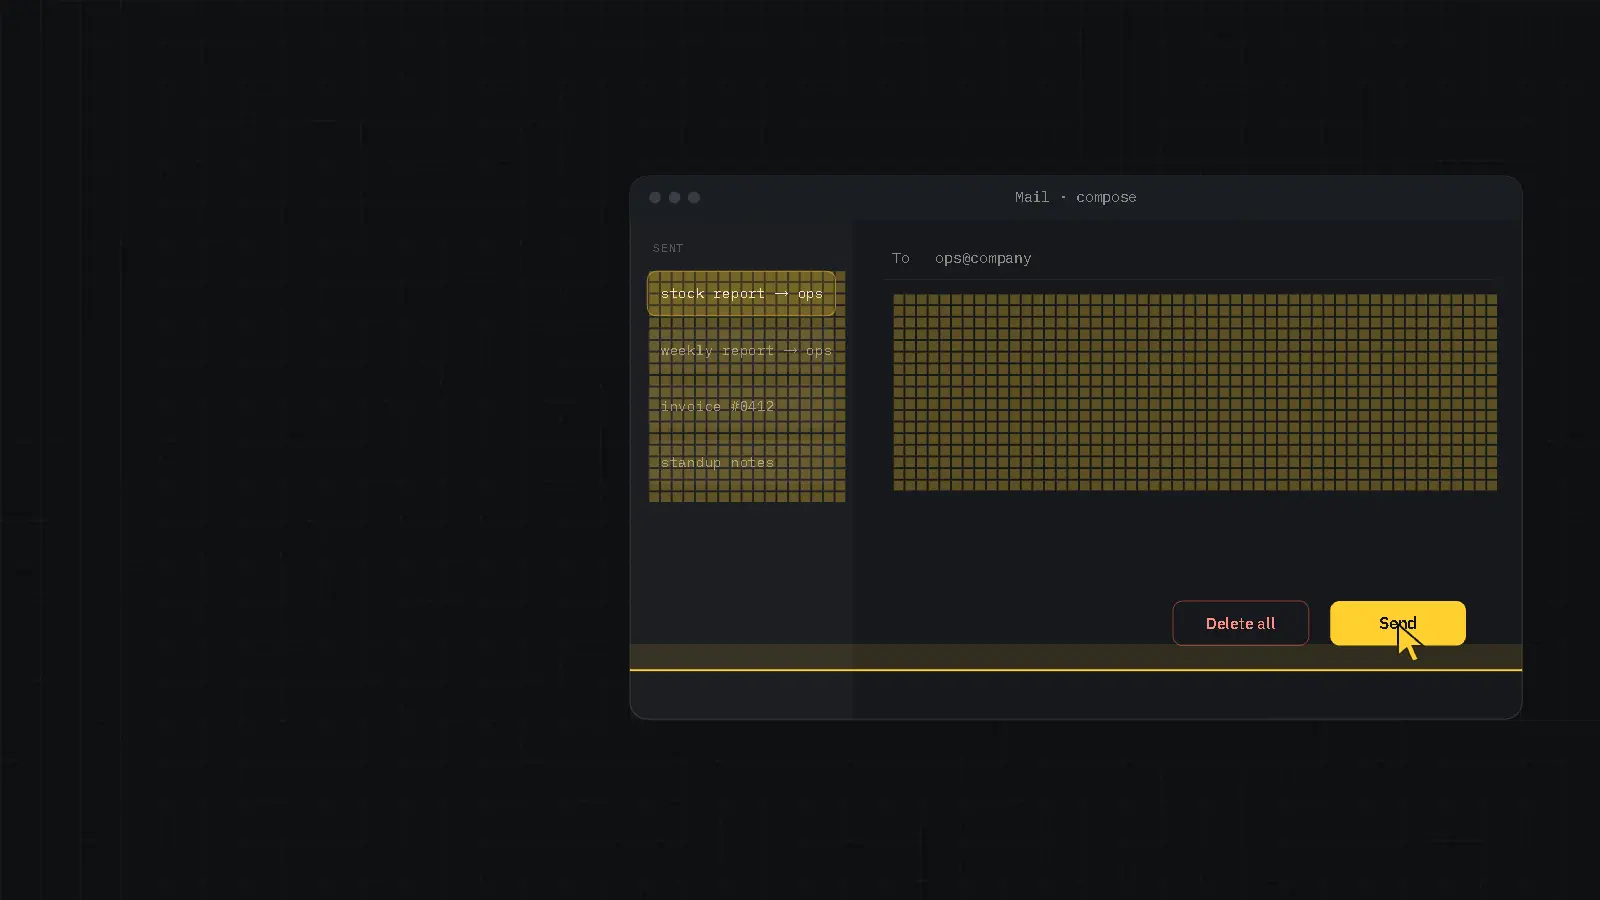 Mail · compose
SENT
stock report → ops
weekly report → ops
invoice #0412
standup notes
To ops@company
Delete all
Send